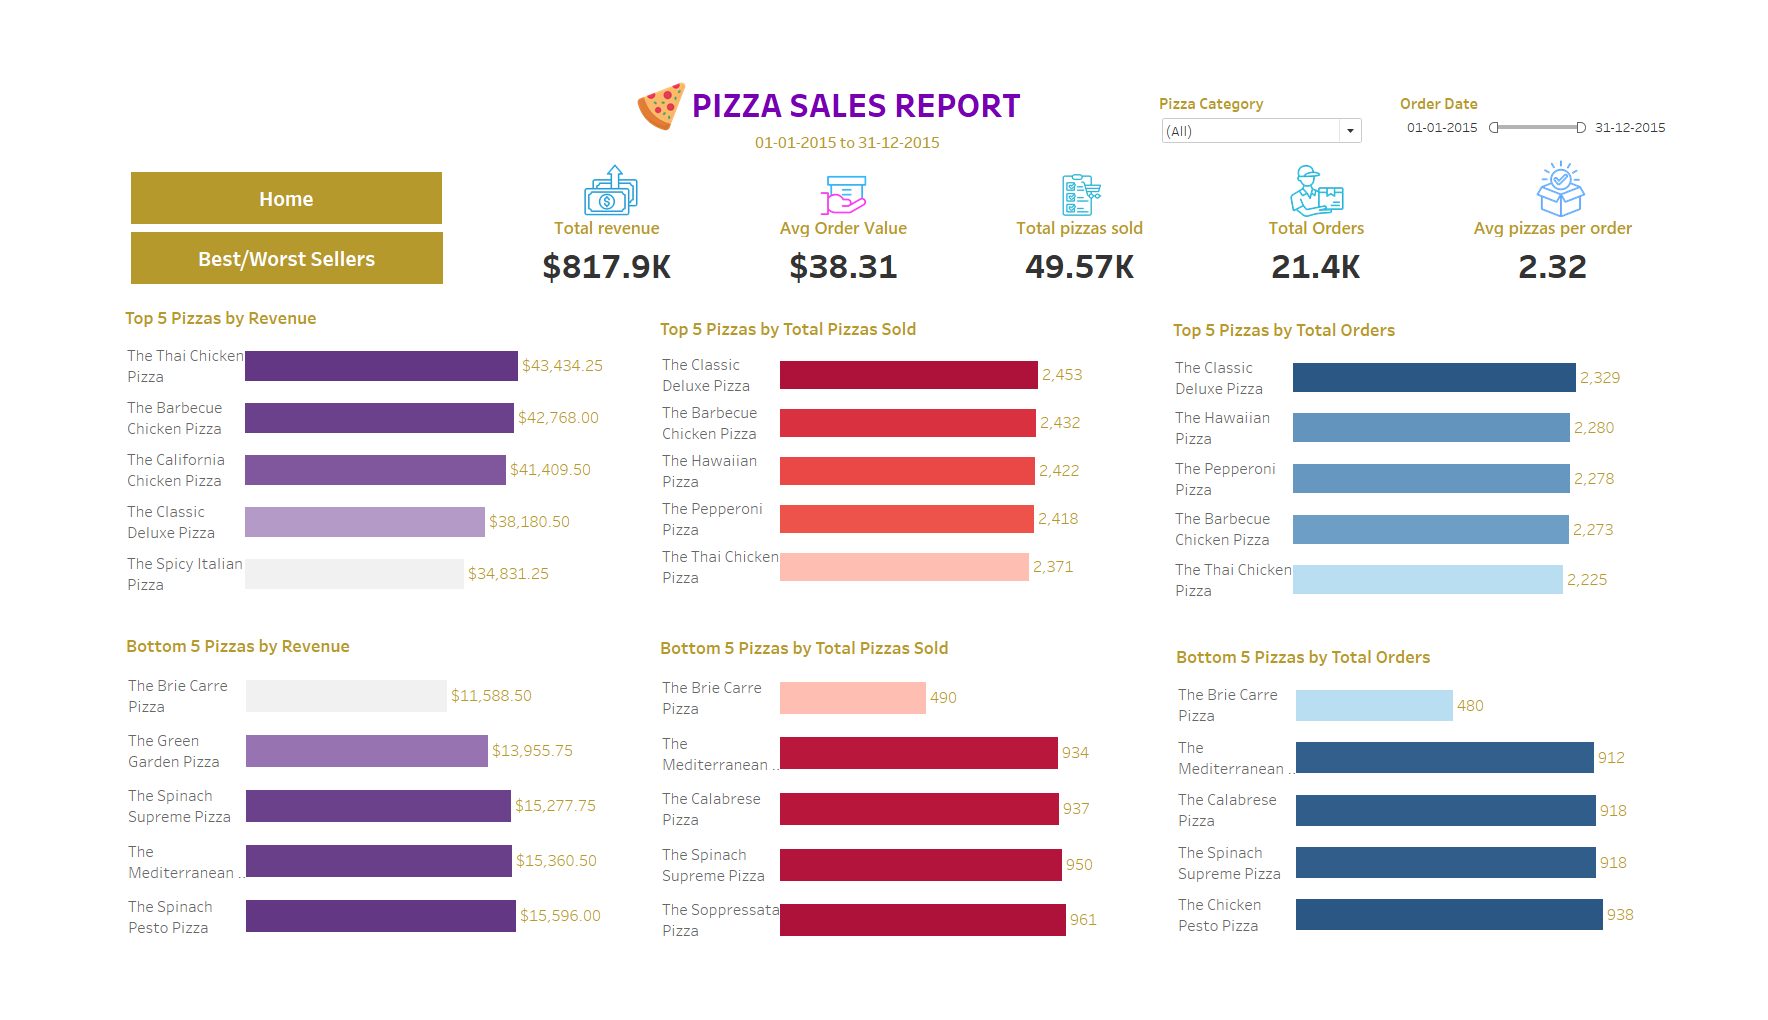 PIZZA SALES REPORT
01-01-2015 to 31-12-2015
Pizza Category
(All)
Order Date
01-01-2015
31-12-2015
Home
Best/Worst Sellers
Total revenue
$817.9K
Avg Order Value
$38.31
Total pizzas sold
49.57K
Total Orders
21.4K
Avg pizzas per order
2.32
Top 5 Pizzas by Revenue
The Thai Chicken
Pizza
$43,434.25
The Barbecue
Chicken Pizza
$42,768.00
The California
Chicken Pizza
$41,409.50
The Classic
Deluxe Pizza
$38,180.50
The Spicy Italian
Pizza
$34,831.25
Top 5 Pizzas by Total Pizzas Sold
The Classic
Deluxe Pizza
2,453
The Barbecue
Chicken Pizza
2,432
The Hawaiian
Pizza
2,422
The Pepperoni
Pizza
2,418
The Thai Chicken
Pizza
2,371
Top 5 Pizzas by Total Orders
The Classic
Deluxe Pizza
2,329
The Hawaiian
Pizza
2,280
The Pepperoni
Pizza
2,278
The Barbecue
Chicken Pizza
2,273
The Thai Chicken
Pizza
2,225
Bottom 5 Pizzas by Revenue
The Brie Carre
Pizza
$11,588.50
The Green
Garden Pizza
$13,955.75
The Spinach
Supreme Pizza
$15,277.75
The
Mediterranean ..
$15,360.50
The Spinach
Pesto Pizza
$15,596.00
Bottom 5 Pizzas by Total Pizzas Sold
The Brie Carre
Pizza
490
The
Mediterranean ..
934
The Calabrese
Pizza
937
The Spinach
Supreme Pizza
950
The Soppressata
Pizza
961
Bottom 5 Pizzas by Total Orders
The Brie Carre
Pizza
480
The
Mediterranean ..
912
The Calabrese
Pizza
918
The Spinach
Supreme Pizza
918
The Chicken
Pesto Pizza
938